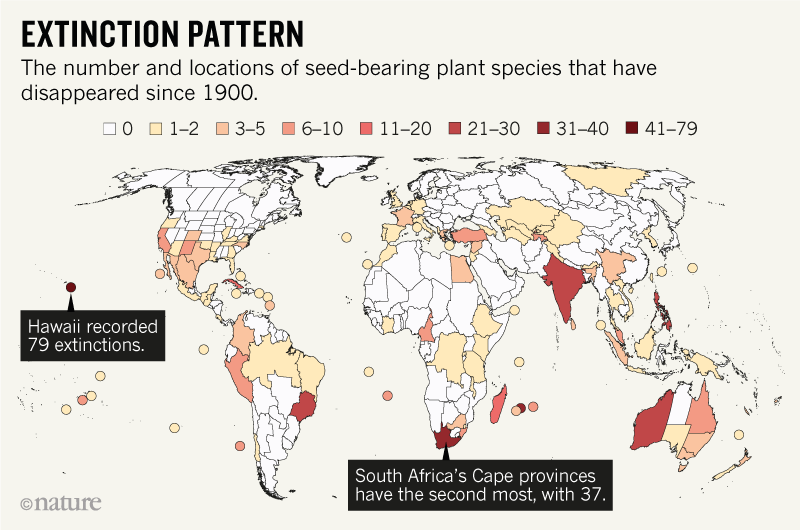 EXTINCTION PATTERN
The number and locations of seed-bearing plant species that have
disappeared since 1900.
0 1–2 3–5 6–10 11–20 21–30 31–40 41–79
Hawaii recorded
79 extinctions.
South Africa’s Cape provinces
have the second most, with 37.
©nature